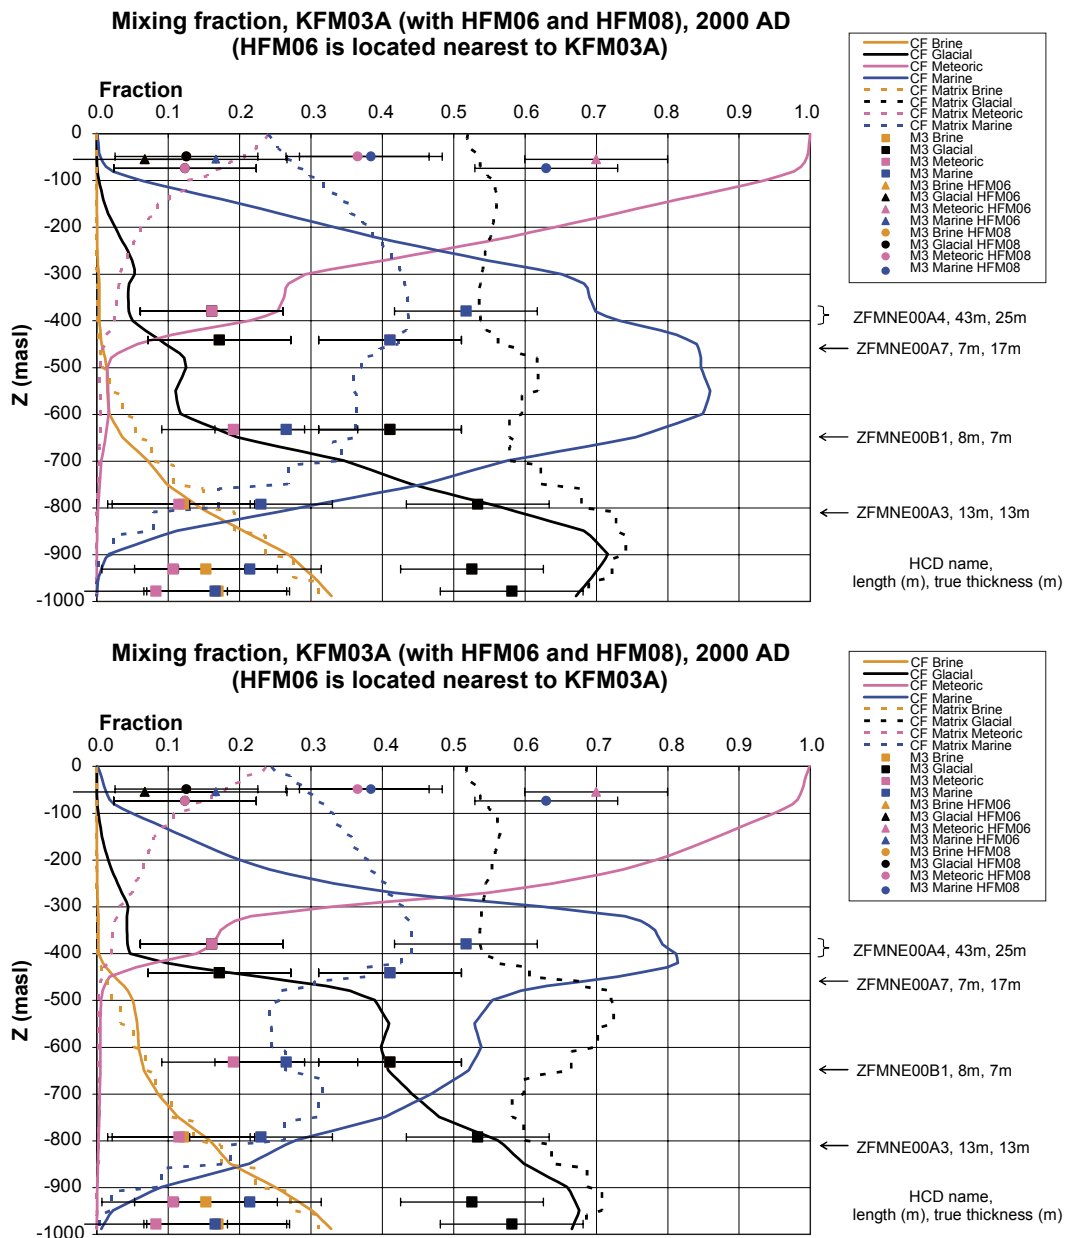 Mixing fraction, KFM03A (with HFM06 and HFM08), 2000 AD
(HFM06 is located nearest to KFM03A)
Fraction
0.0 0.1 0.2 0.3 0.4 0.5 0.6 0.7 0.8 0.9 1.0
0
-100
-200
-300
-400
-500
-600
-700
-800
-900
-1000
Z (masl)
CF Brine
CF Glacial
CF Meteoric
CF Marine
CF Matrix Brine
CF Matrix Glacial
CF Matrix Meteoric
CF Matrix Marine
M3 Brine
M3 Glacial
M3 Meteoric
M3 Marine
M3 Brine HFM06
M3 Glacial HFM06
M3 Meteoric HFM06
M3 Marine HFM06
M3 Brine HFM08
M3 Glacial HFM08
M3 Meteoric HFM08
M3 Marine HFM08
ZFMNE00A4, 43m, 25m
ZFMNE00A7, 7m, 17m
ZFMNE00B1, 8m, 7m
ZFMNE00A3, 13m, 13m
HCD name,
length (m), true thickness (m)
Mixing fraction, KFM03A (with HFM06 and HFM08), 2000 AD
(HFM06 is located nearest to KFM03A)
Fraction
0.0 0.1 0.2 0.3 0.4 0.5 0.6 0.7 0.8 0.9 1.0
0
-100
-200
-300
-400
-500
-600
-700
-800
-900
-1000
Z (masl)
CF Brine
CF Glacial
CF Meteoric
CF Marine
CF Matrix Brine
CF Matrix Glacial
CF Matrix Meteoric
CF Matrix Marine
M3 Brine
M3 Glacial
M3 Meteoric
M3 Marine
M3 Brine HFM06
M3 Glacial HFM06
M3 Meteroic HFM06
M3 Marine HFM06
M3 Brine HFM08
M3 Glacial HFM08
M3 Meteoric HFM08
M3 Marine HFM08
ZFMNE00A4, 43m, 25m
ZFMNE00A7, 7m, 17m
ZFMNE00B1, 8m, 7m
ZFMNE00A3, 13m, 13m
HCD name,
length (m), true thickness (m)